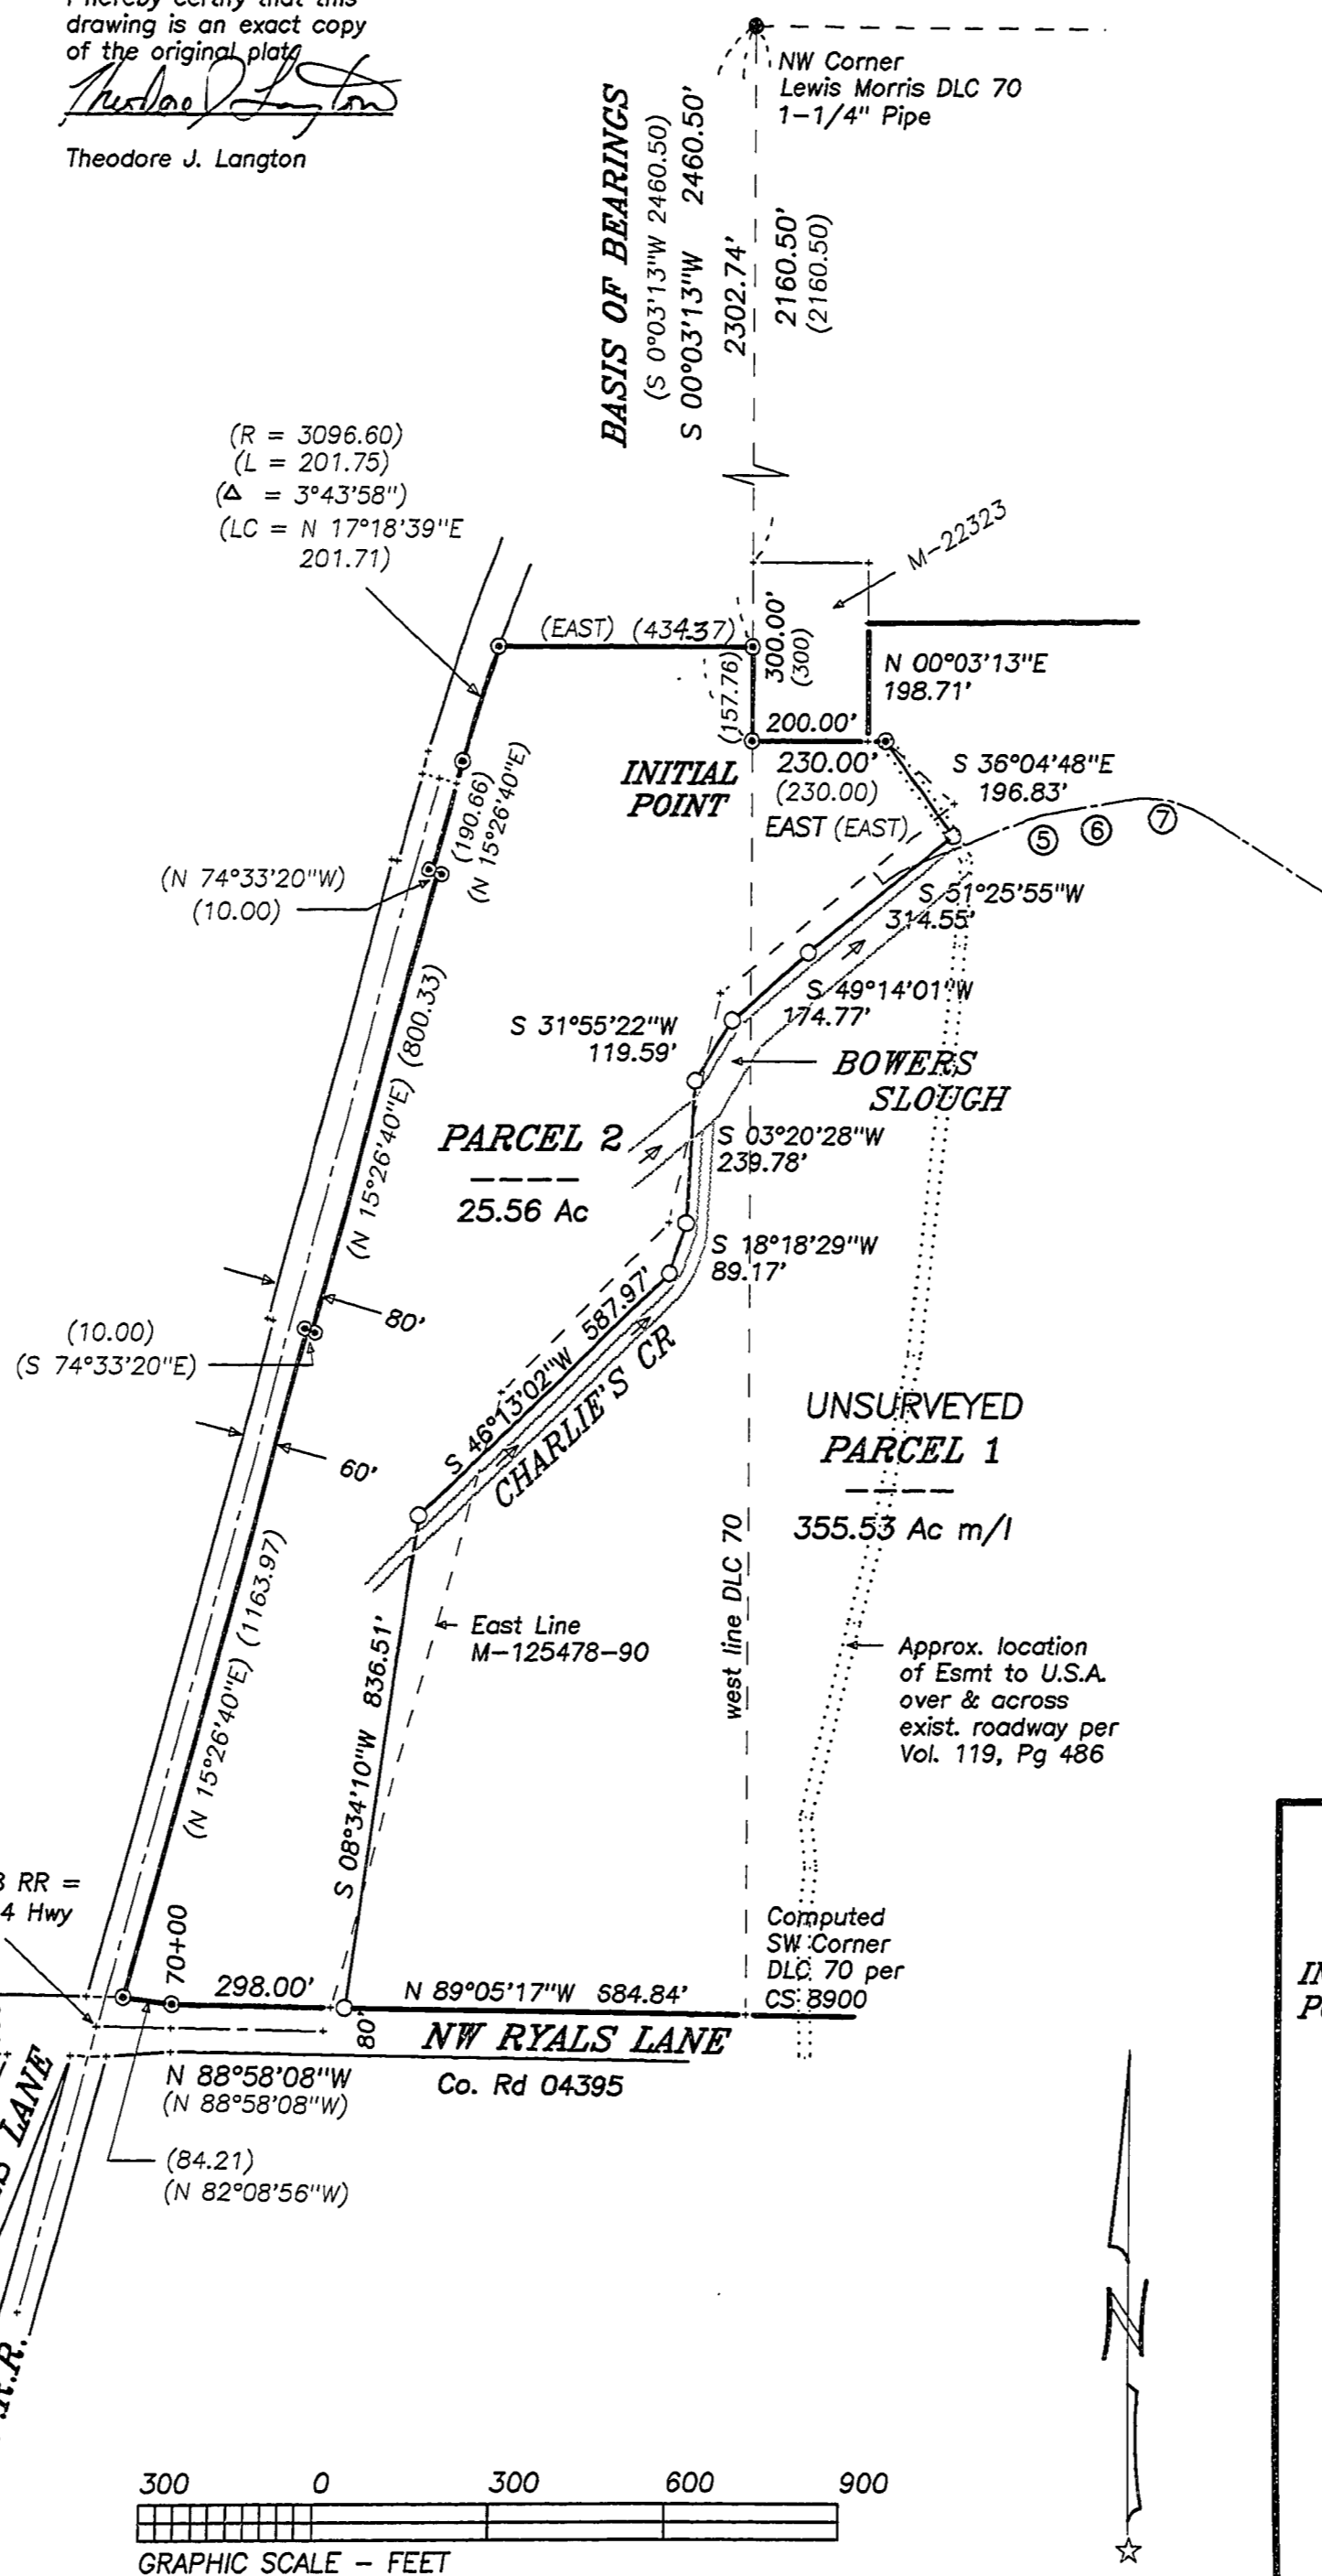 I hereby certify that this
drawing is an exact copy
of the original plat
Theodore J. Langton
NW Corner
Lewis Morris DLC 70
1-1/4" Pipe
BASIS OF BEARINGS
(S 0°03'13"W 2460.50)
S 00°03'13"W 2460.50'
2302.74'
2160.50'
(2160.50)
(R = 3096.60)
(L = 201.75)
(Δ = 3°43'58")
(LC = N 17°18'39"E
201.71)
M-22323
(EAST) (434.37)
300.00'
(300)
(157.76)
N 00°03'13"E
198.71'
200.00'
INITIAL
POINT
230.00'
(230.00)
EAST (EAST)
S 36°04'48"E
196.83'
5
6
7
(190.66)
(N 15°26'40"E)
(N 74°33'20"W)
(10.00)
S 51°25'55"W
314.55'
S 49°14'01"W
174.77'
S 31°55'22"W
119.59'
BOWERS
SLOUGH
(N 15°26'40"E) (800.33)
PARCEL 2
25.56 Ac
S 03°20'28"W
239.78'
S 18°18'29"W
89.17'
80'
(10.00)
(S 74°33'20"E)
S 46°13'02"W 587.97'
CHARLIE'S CR
60'
UNSURVEYED
PARCEL 1
355.53 Ac m/l
west line DLC 70
(N 15°26'40"E) (1163.97)
East Line
M-125478-90
S 08°34'10"W 836.51'
Approx. location
of Esmt to U.S.A.
over & across
exist. roadway per
Vol. 119, Pg 486
RR =
4 Hwy
70+00
298.00'
N 89°05'17"W 684.84'
Computed
SW Corner
DLC 70 per
CS 8900
80'
NW RYALS LANE
Co. Rd 04395
N 88°58'08"W
(N 88°58'08"W)
(84.21)
(N 82°08'56"W)
LANE
R.R.
N
300 0 300 600 900
GRAPHIC SCALE - FEET